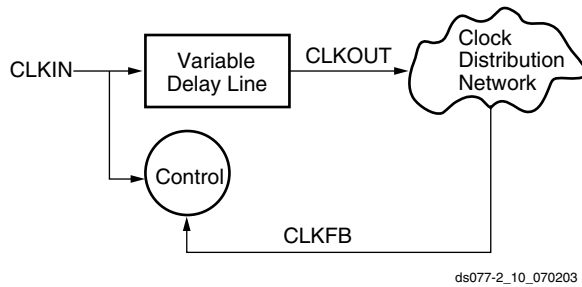 CLKIN
Variable
Delay Line
CLKOUT
Clock
Distribution
Network
Control
CLKFB
ds077-2_10_070203